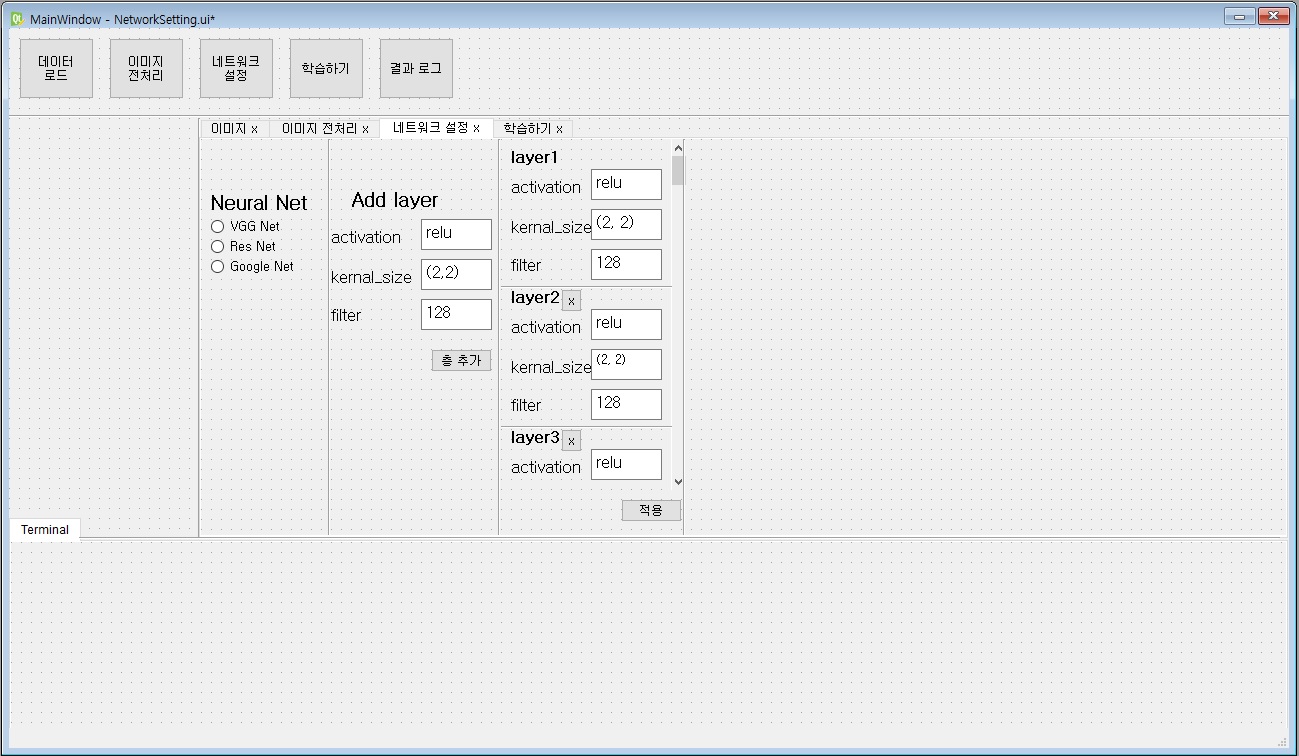 MainWindow - NetworkSetting.ui*
데이터
로드
이미지
전처리
네트워크
설정
학습하기
결과 로그
이미지 x
이미지 전처리 x
네트워크 설정 x
학습하기 x
Neural Net
VGG Net
Res Net
Google Net
Add layer
activation
relu
kernal_size
(2,2)
filter
128
층 추가
layer1
activation
relu
kernal_size
(2, 2)
filter
128
layer2
x
activation
relu
kernal_size
(2, 2)
filter
128
layer3
x
activation
relu
적용
Terminal